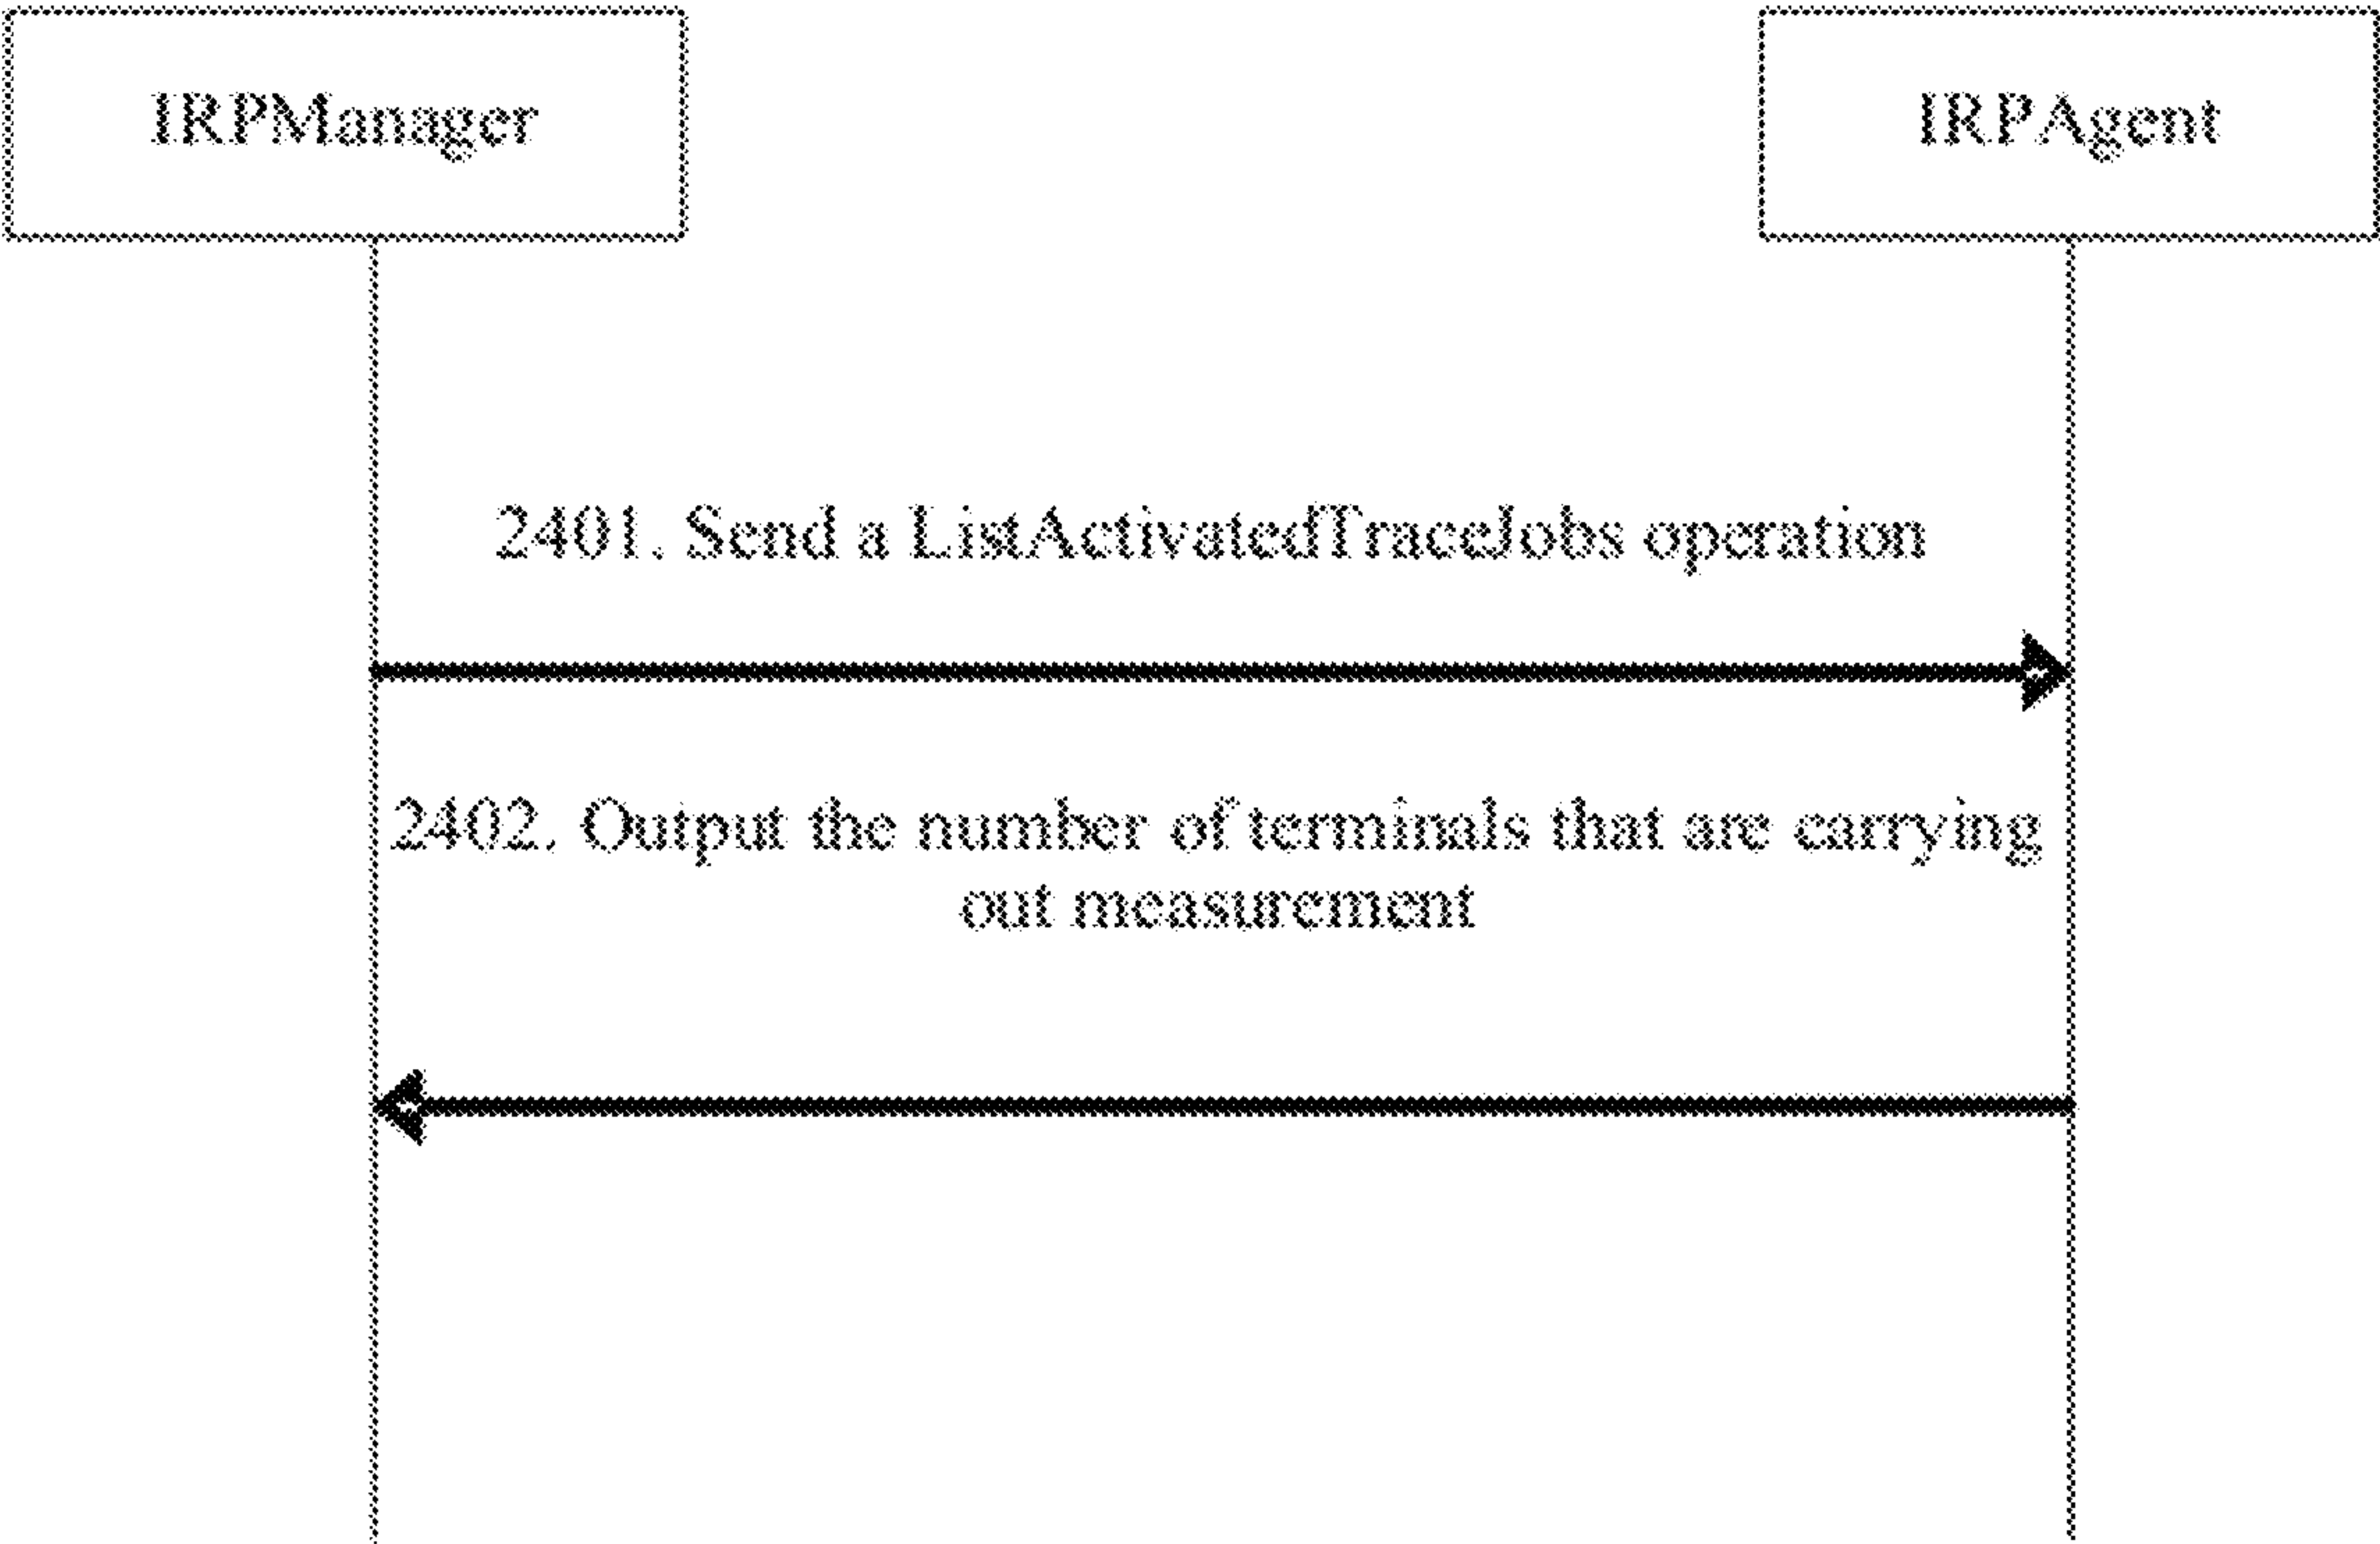 IRPManager
IRPAgent
2401. Send a ListActivatedTraceJobs operation
2402. Output the number of terminals that are carrying
out measurement